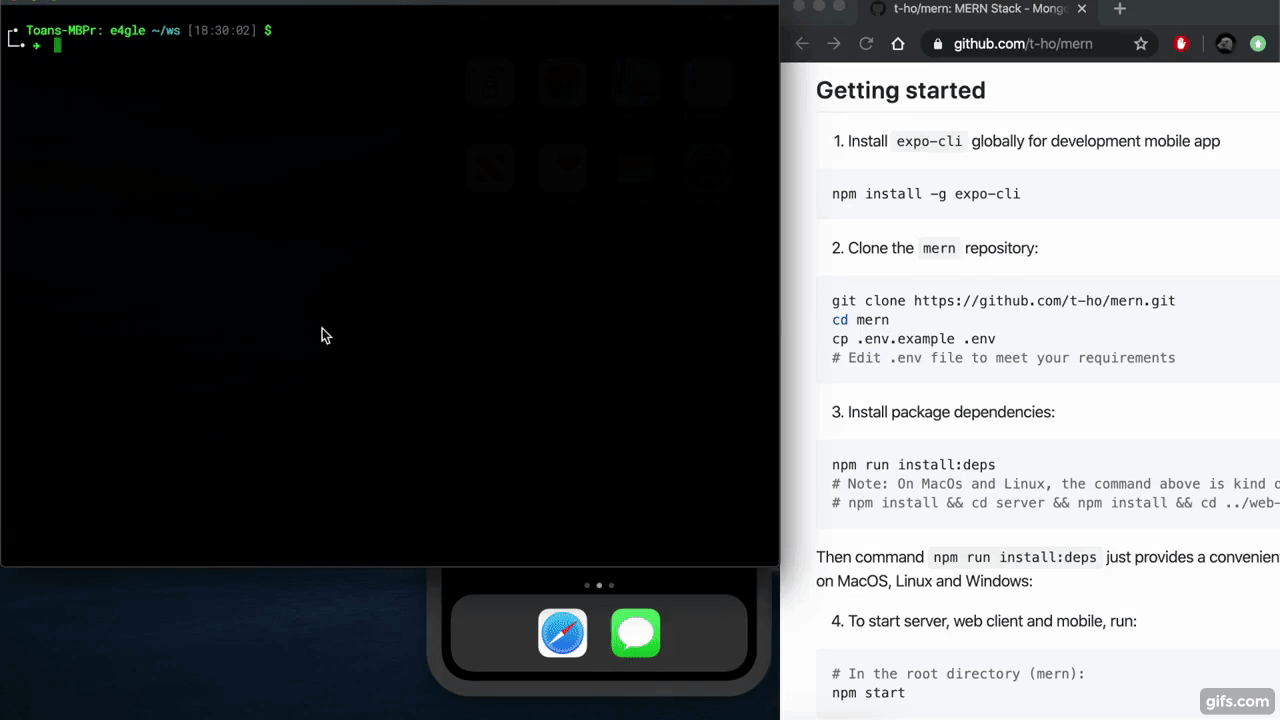 Toans-MBPr: e4gle ~/ws [18:30:02] $
t-ho/mern: MERN Stack - Mong
github.com/t-ho/mern
Getting started
1. Install expo-cli globally for development mobile app
npm install -g expo-cli
2. Clone the mern repository:
git clone https://github.com/t-ho/mern.git
cd mern
cp .env.example .env
# Edit .env file to meet your requirements
3. Install package dependencies:
npm run install:deps
# Note: On MacOs and Linux, the command above is kind o
# npm install && cd server && npm install && cd ../web-
Then command npm run install:deps just provides a convenien
on MacOS, Linux and Windows:
4. To start server, web client and mobile, run:
# In the root directory (mern):
npm start
gifs.com